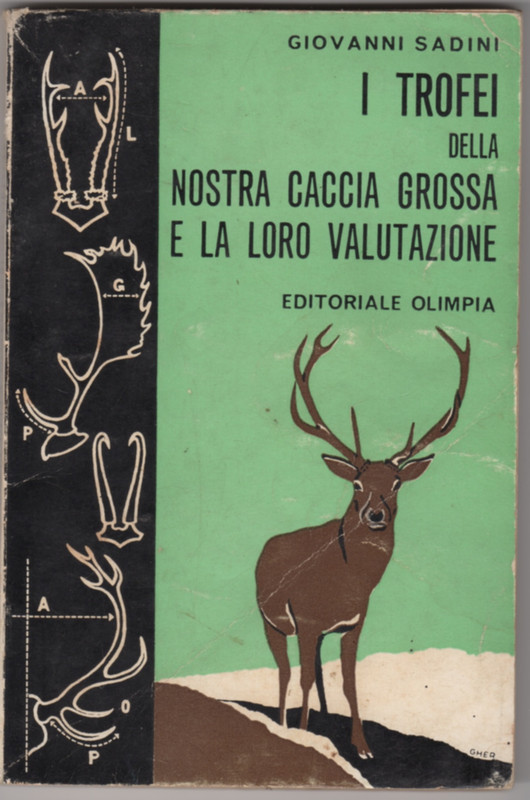 GIOVANNI SADINI
I TROFEI
DELLA
NOSTRA CACCIA GROSSA
E LA LORO VALUTAZIONE
EDITORIALE OLIMPIA
A
L
G
P
A
O
P
GHER